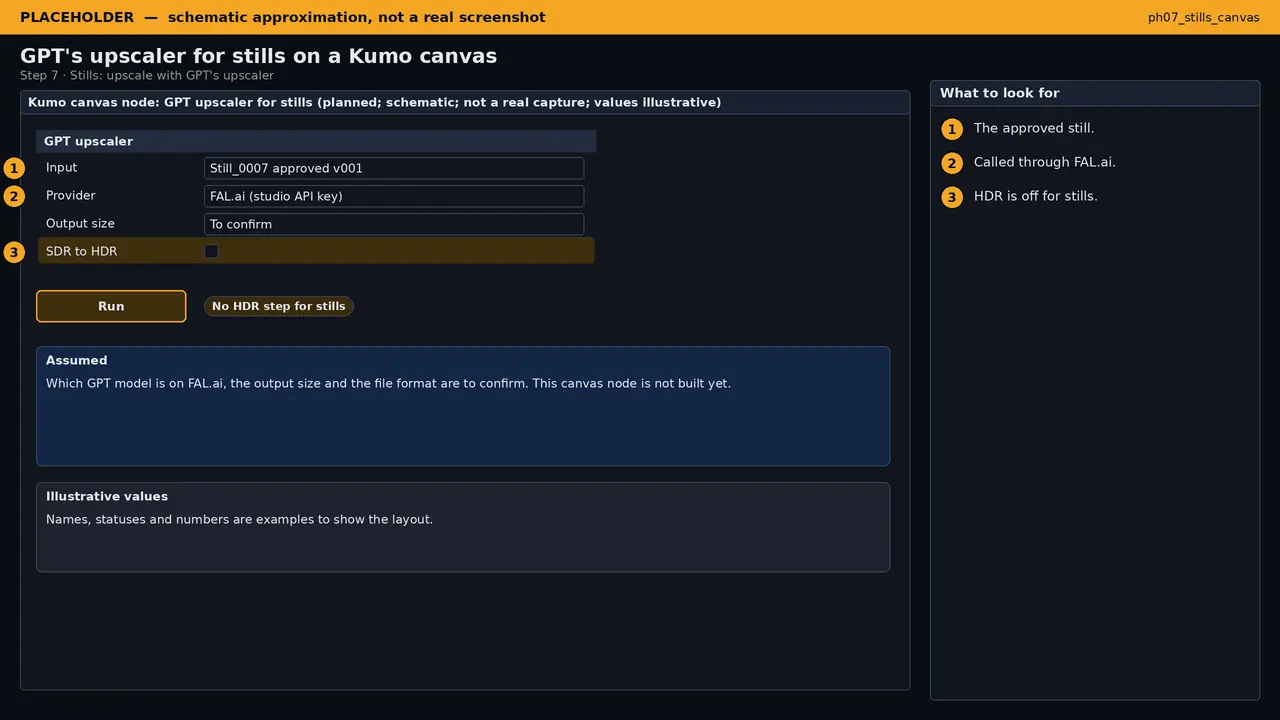 PLACEHOLDER — schematic approximation, not a real screenshot
ph07_stills_canvas
GPT's upscaler for stills on a Kumo canvas
Step 7 · Stills: upscale with GPT's upscaler
Kumo canvas node: GPT upscaler for stills (planned; schematic; not a real capture; values illustrative)
GPT upscaler
1 Input Still_0007 approved v001
2 Provider FAL.ai (studio API key)
Output size To confirm
3 SDR to HDR
Run No HDR step for stills
Assumed
Which GPT model is on FAL.ai, the output size and the file format are to confirm. This canvas node is not built yet.
Illustrative values
Names, statuses and numbers are examples to show the layout.
What to look for
1 The approved still.
2 Called through FAL.ai.
3 HDR is off for stills.